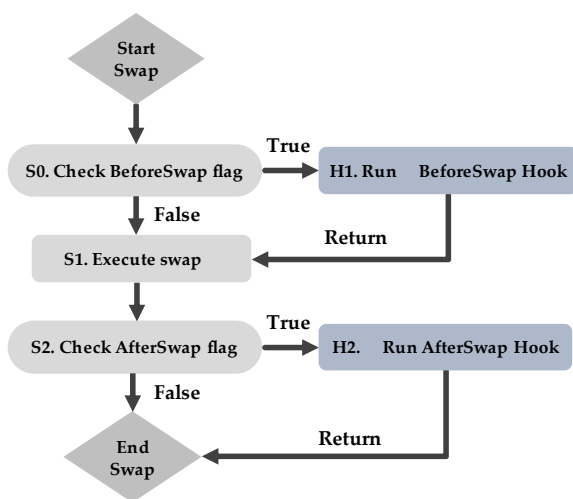 Start
Swap
True
S0. Check BeforeSwap flag
H1. Run BeforeSwap Hook
False
Return
S1. Execute swap
True
S2. Check AfterSwap flag
H2. Run AfterSwap Hook
False
Return
End
Swap